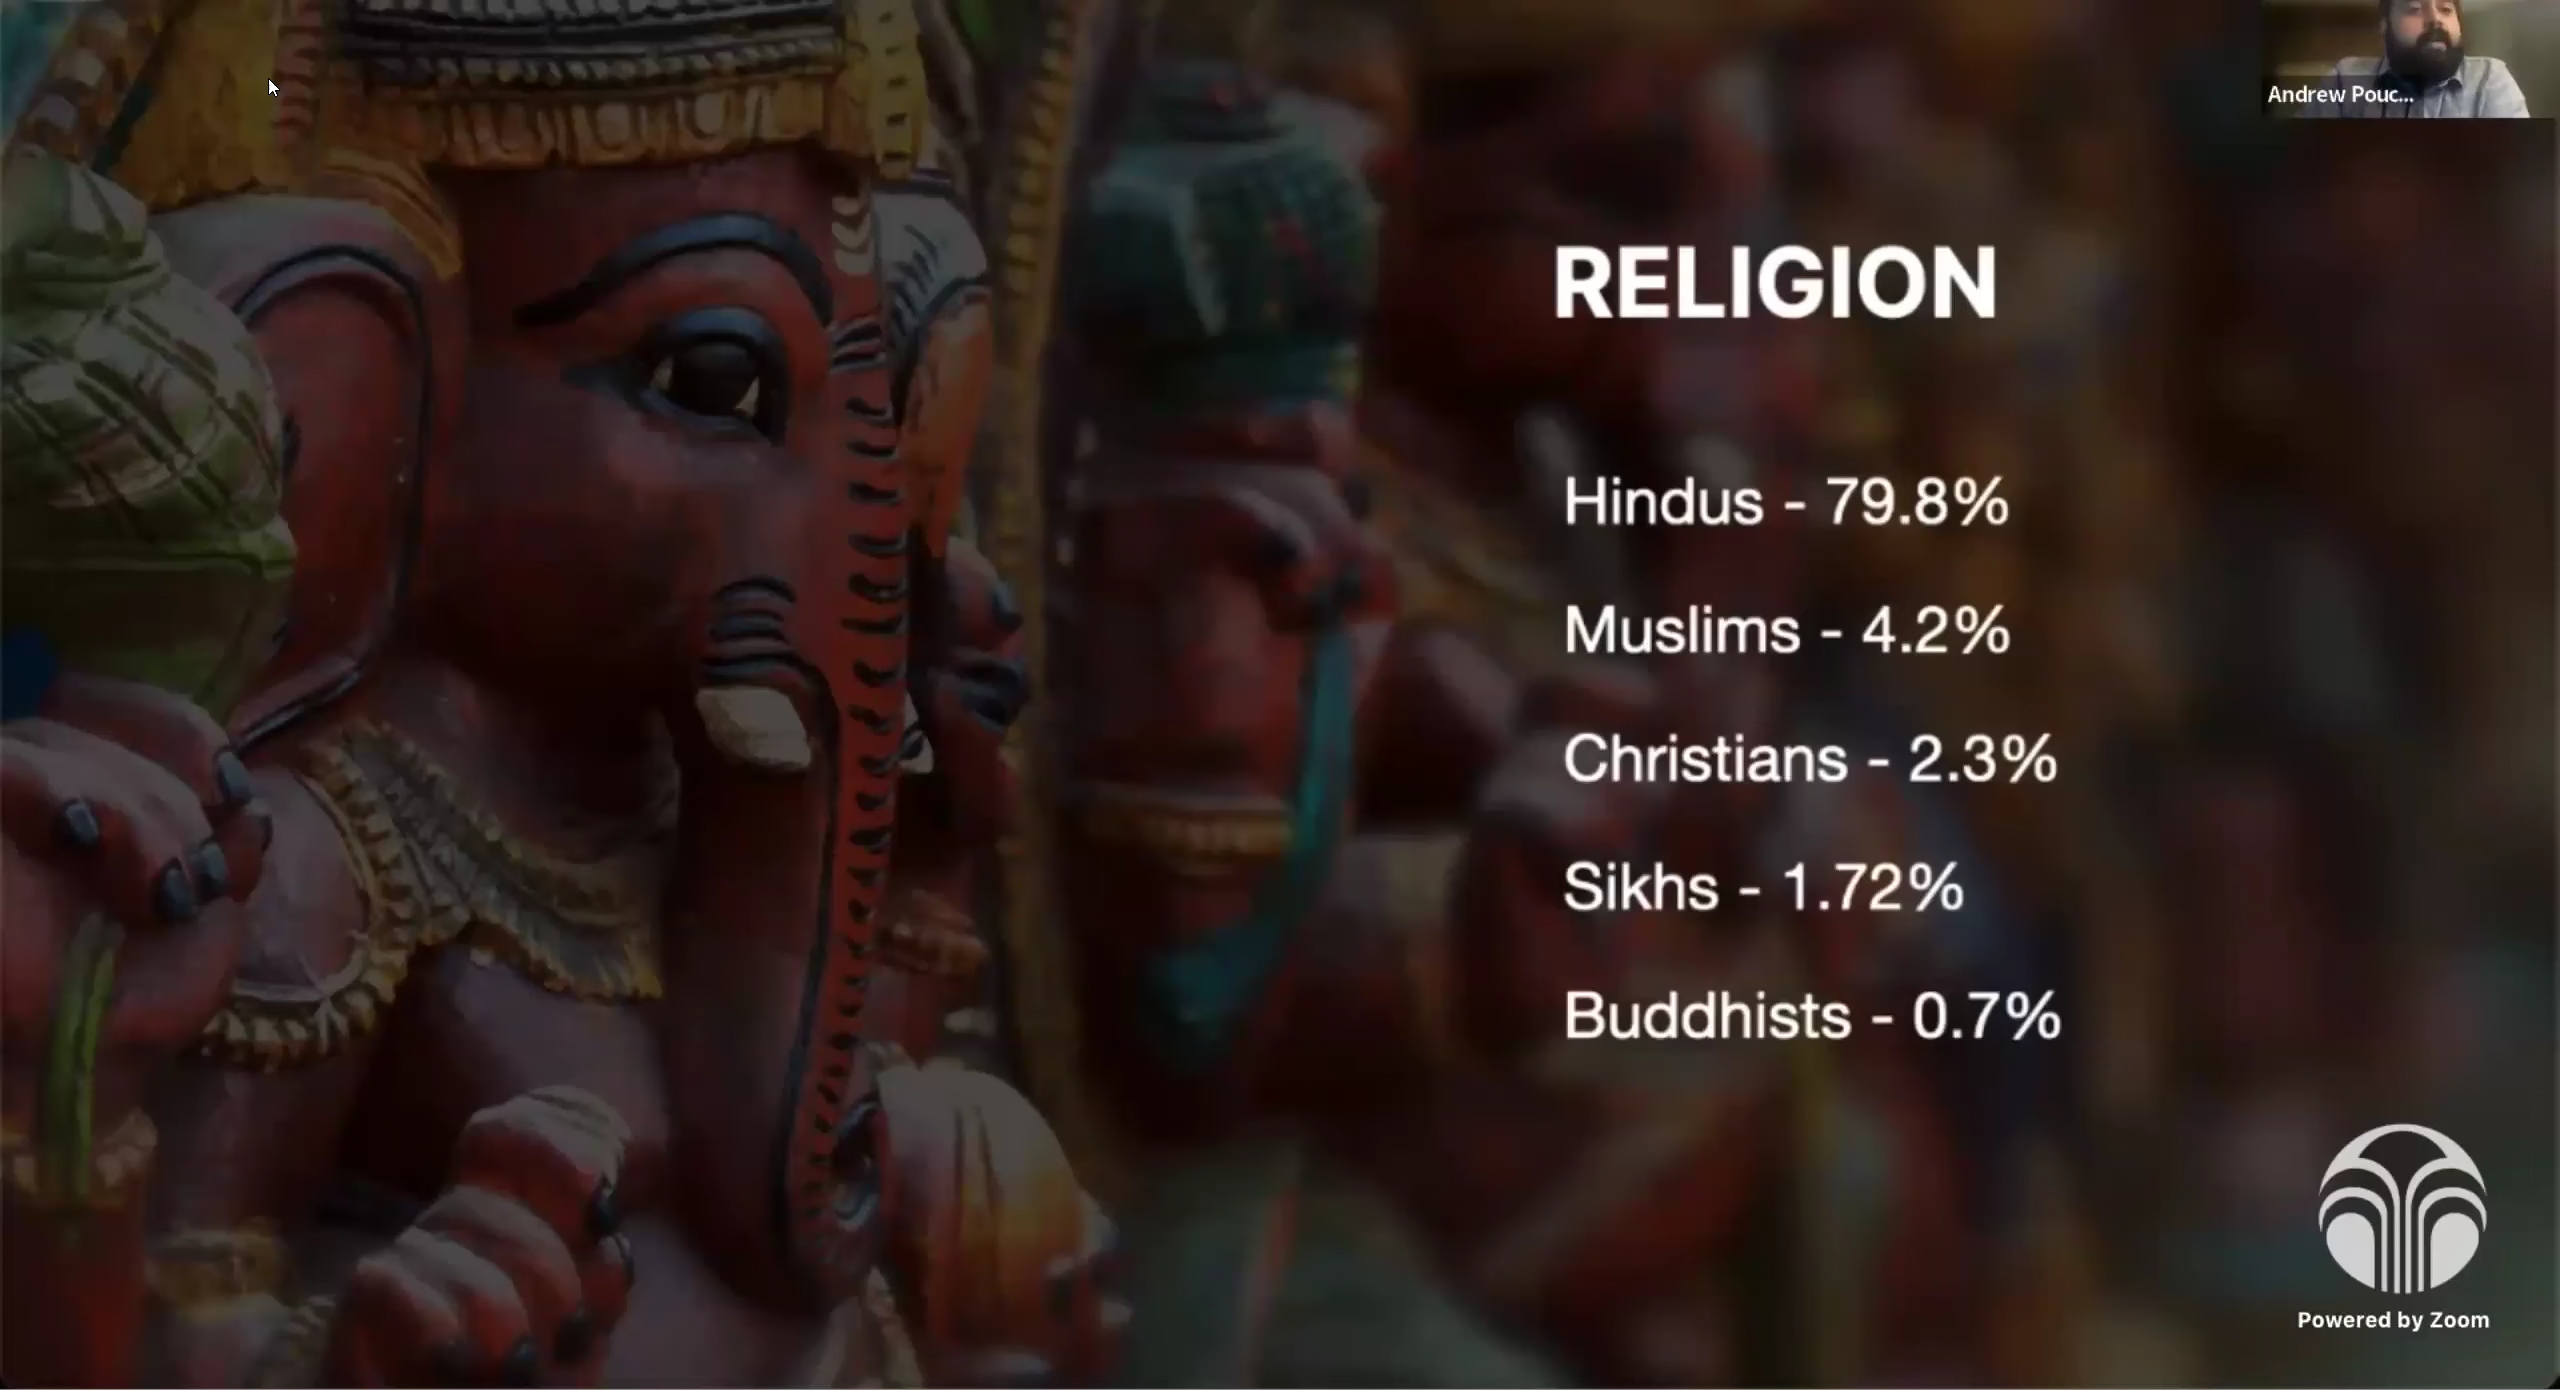 Andrew Pouc...
RELIGION
Hindus - 79.8%
Muslims - 4.2%
Christians - 2.3%
Sikhs - 1.72%
Buddhists - 0.7%
Powered by Zoom